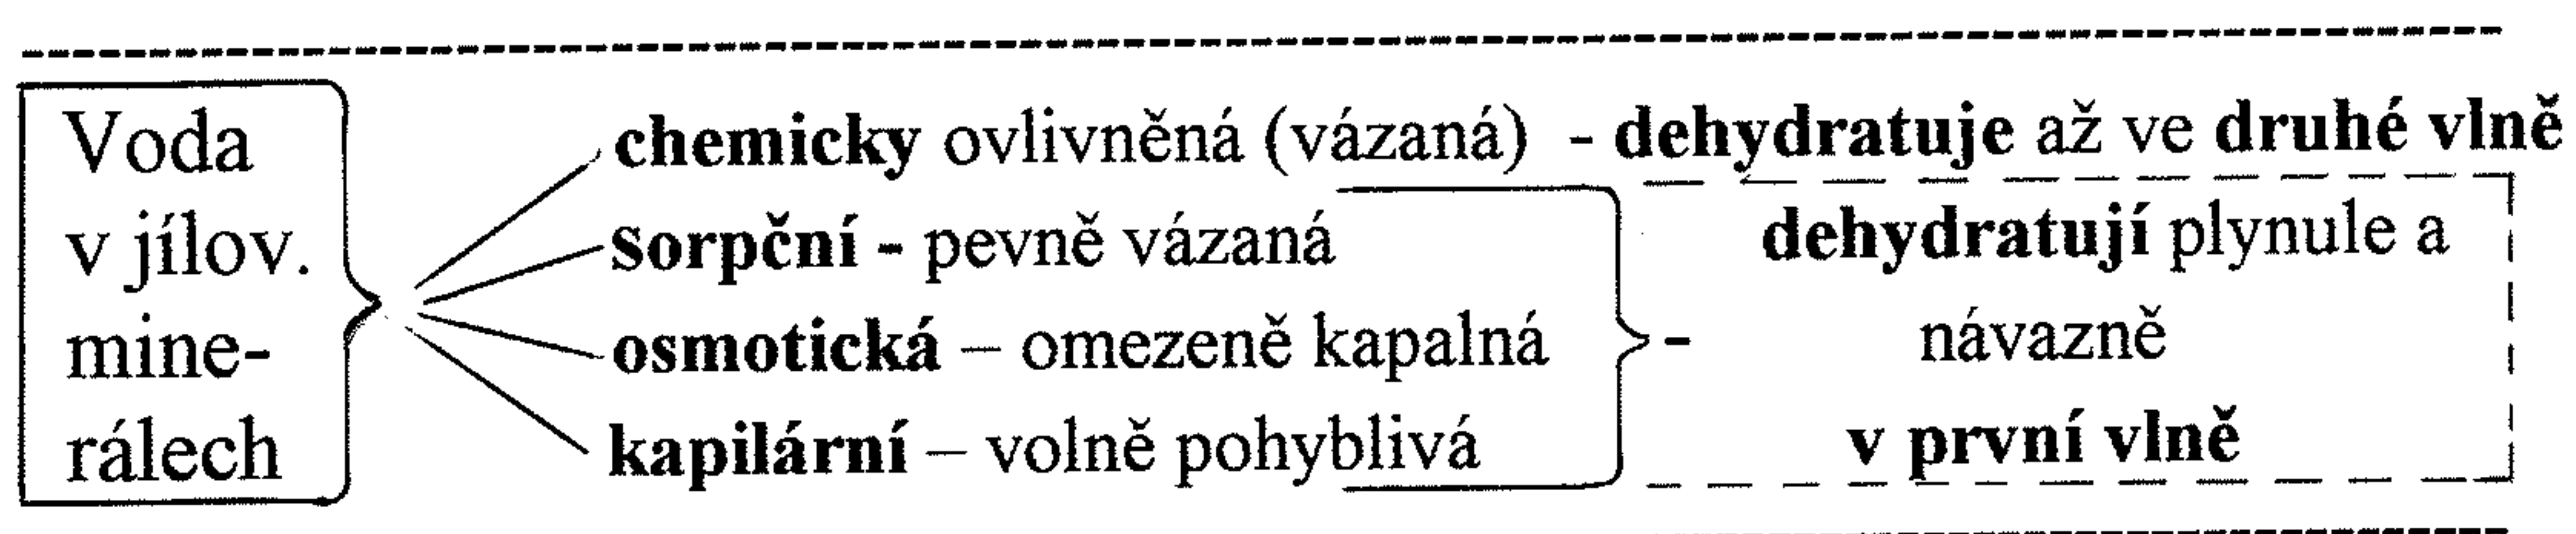 Voda
v jílov.
mine-
rálech
chemicky ovlivněná (vázaná) - dehydratuje až ve druhé vlně
sorpční - pevně vázaná
osmotická – omezeně kapalná
kapilární – volně pohyblivá
-
dehydratují plynule a
návazně
v první vlně